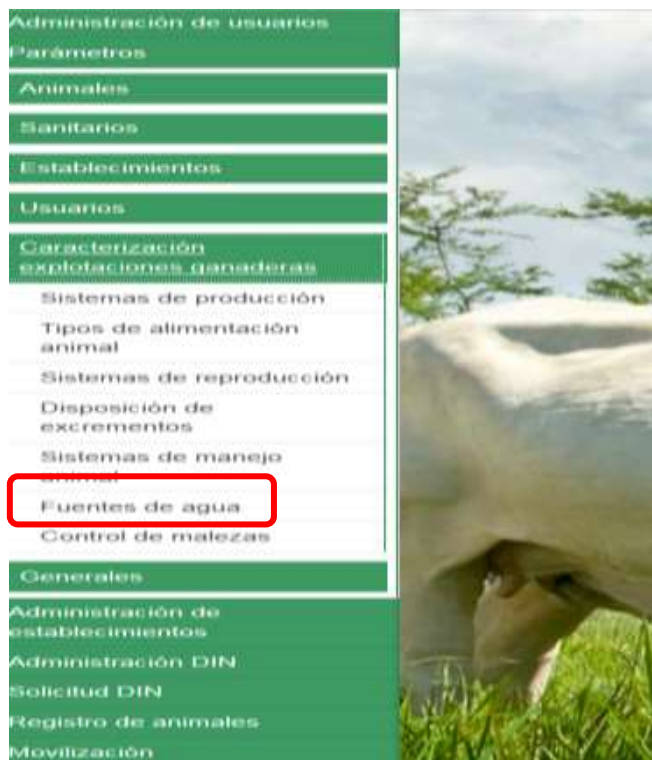 Administración de usuarios
Parámetros
Animales
Sanitarios
Establecimientos
Usuarios
Caracterización
explotaciones ganaderas
Sistemas de producción
Tipos de alimentación
animal
Sistemas de reproducción
Disposición de
excrementos
Sistemas de manejo
animal
Fuentes de agua
Control de malezas
Generales
Administración de
establecimientos
Administración DIN
Solicitud DIN
Registro de animales
Movilización